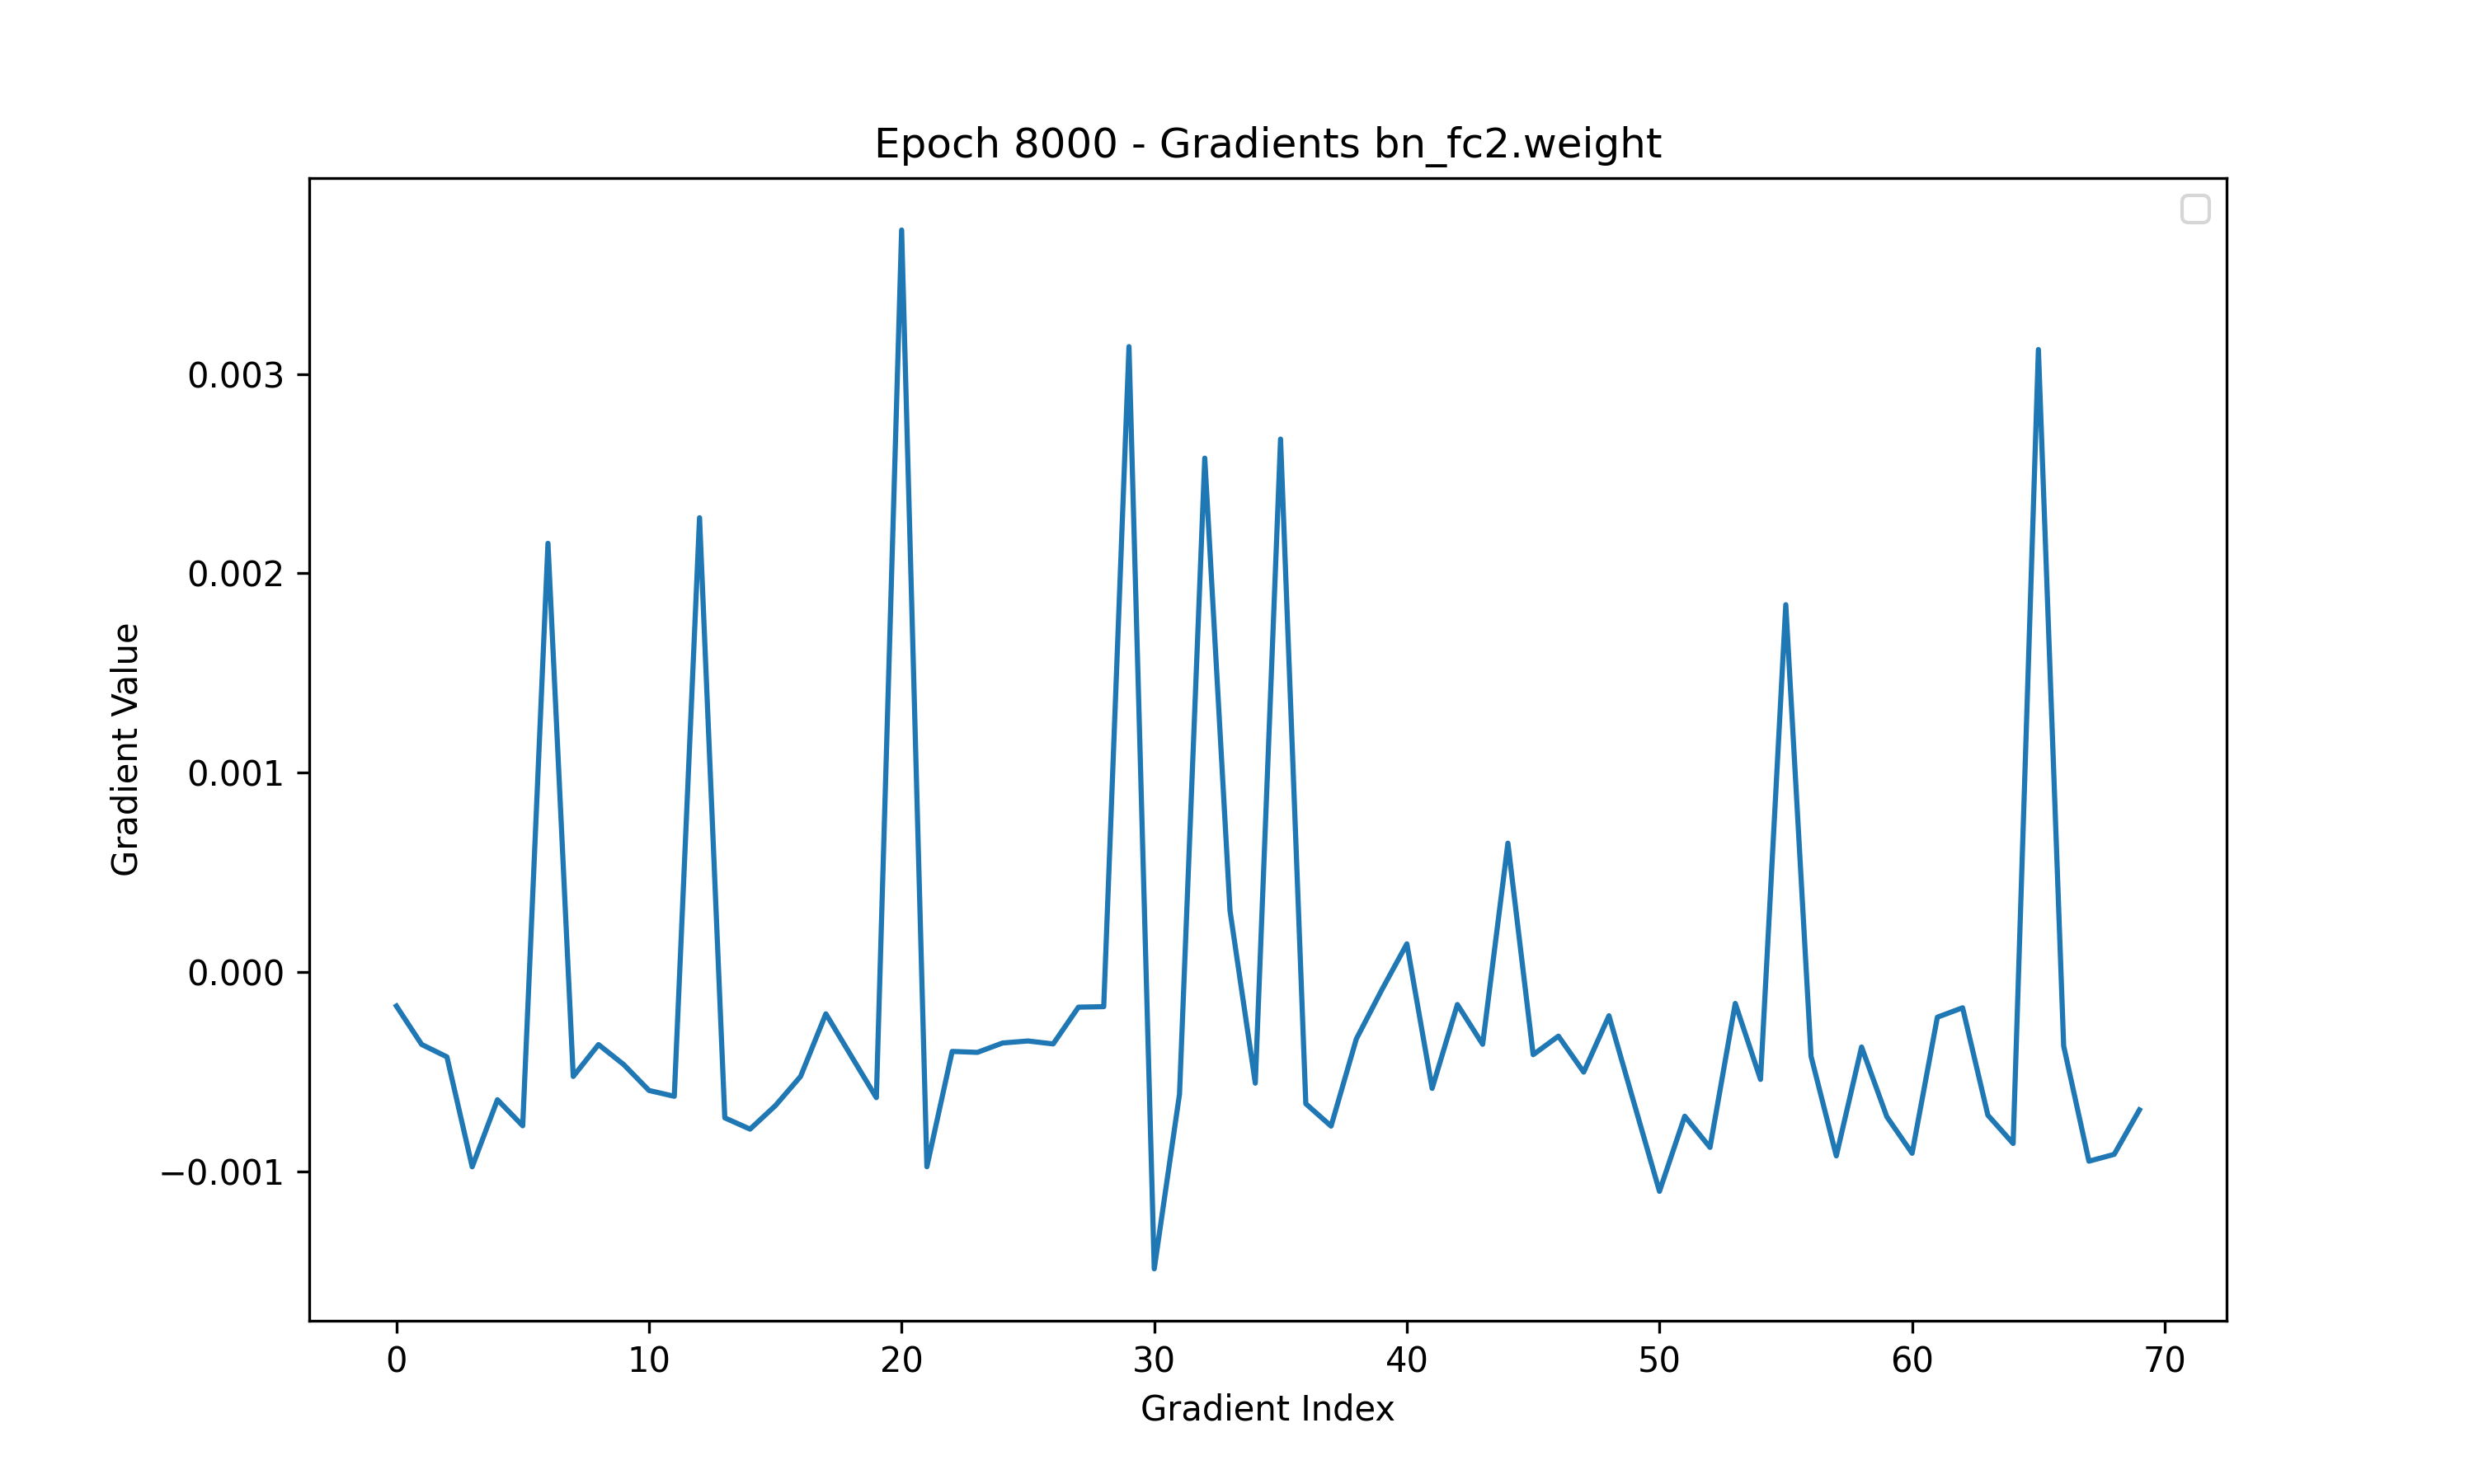 Epoch 8000 - Gradients bn_fc2.weight
Gradient Value
0.003
0.002
0.001
0.000
−0.001
0 10 20 30 40 50 60 70
Gradient Index